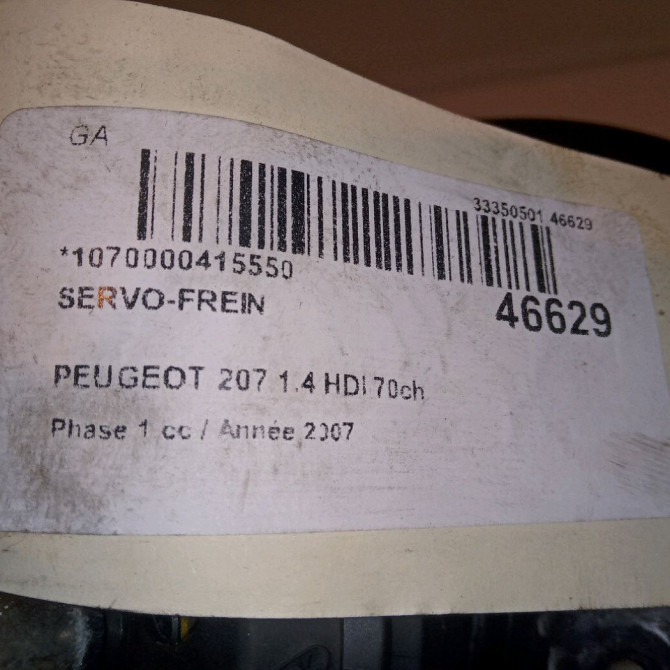 GA
33350501 46629
*1070000415550
SERVO-FREIN
46629
PEUGEOT 207 1.4 HDI 70ch
Phase 1 cc / Année 2007